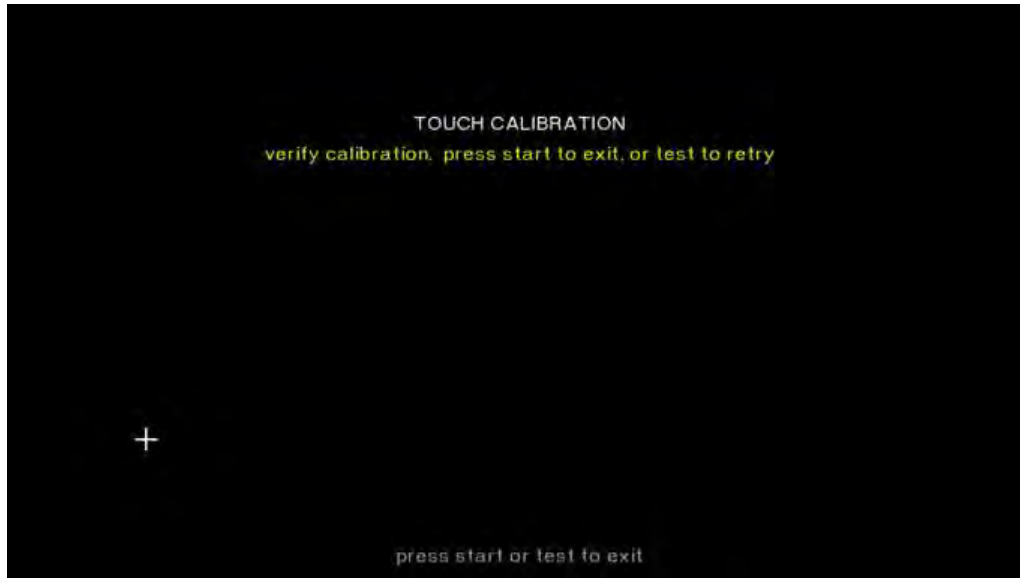 TOUCH CALIBRATION
verify calibration. press start to exit, or test to retry
press start or test to exit